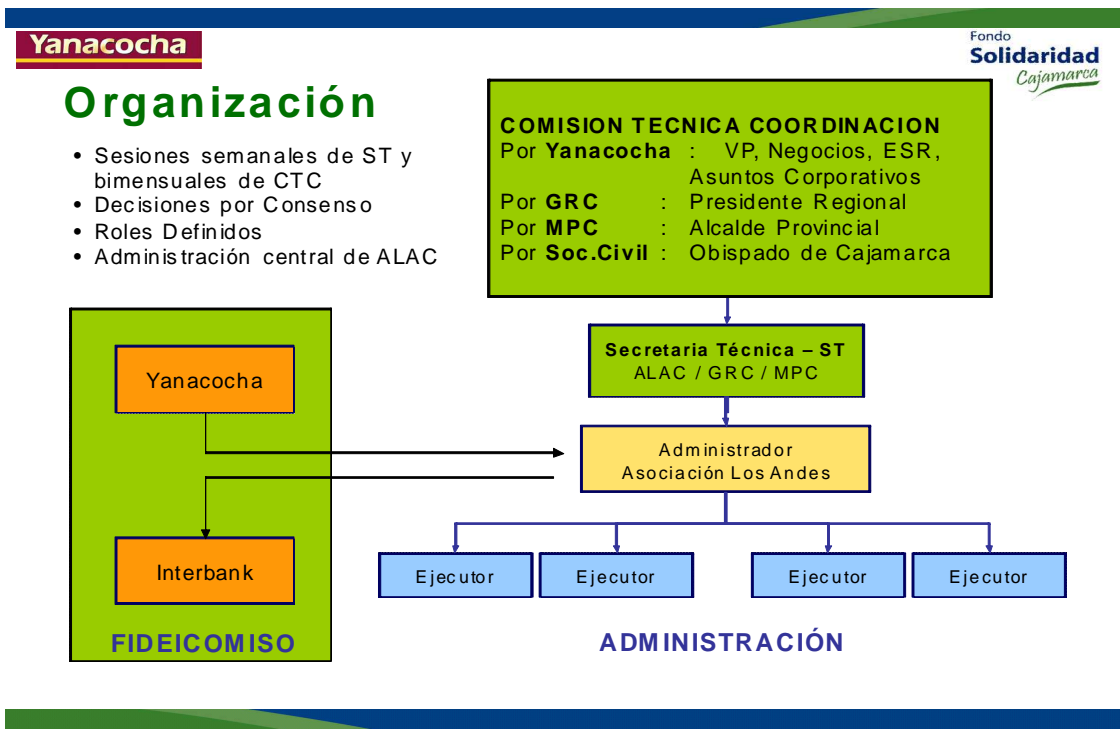 Yanacocha
Fondo
Solidaridad
Cajamarca
Organización
• Sesiones semanales de ST y
bimensuales de CTC
• Decisiones por Consenso
• Roles Definidos
• Administración central de ALAC
COMISION TECNICA COORDINACION
Por Yanacocha : VP, Negocios, ESR,
Asuntos Corporativos
Por GRC : Presidente Regional
Por MPC : Alcalde Provincial
Por Soc.Civil : Obispado de Cajamarca
Secretaria Técnica – ST
ALAC / GRC / MPC
Yanacocha
Administrador
Asociación Los Andes
Interbank
Ejecutor
Ejecutor
Ejecutor
Ejecutor
FIDEICOMISO
ADMINISTRACIÓN